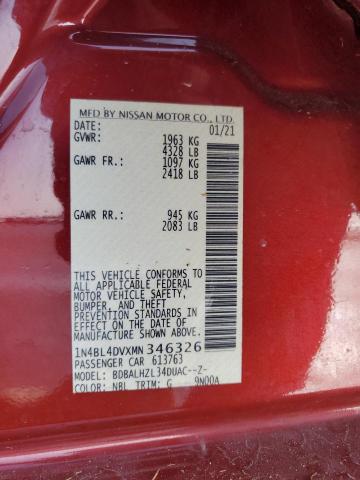 MFD BY NISSAN MOTOR CO., LTD.
DATE: 01/21
GVWR: 1963 KG
4328 LB
GAWR FR.: 1097 KG
2418 LB
GAWR RR.: 945 KG
2083 LB
THIS VEHICLE CONFORMS TO
ALL APPLICABLE FEDERAL
MOTOR VEHICLE SAFETY,
BUMPER, AND THEFT
PREVENTION STANDARDS
IN EFFECT ON THE DATE OF
MANUFACTURE SHOWN ABOVE.
1N4BL4DVXMN346326
PASSENGER CAR 613763
MODEL: BDBALHZL34DUAC--Z-
COLOR: NBL TRIM: G 9N00A